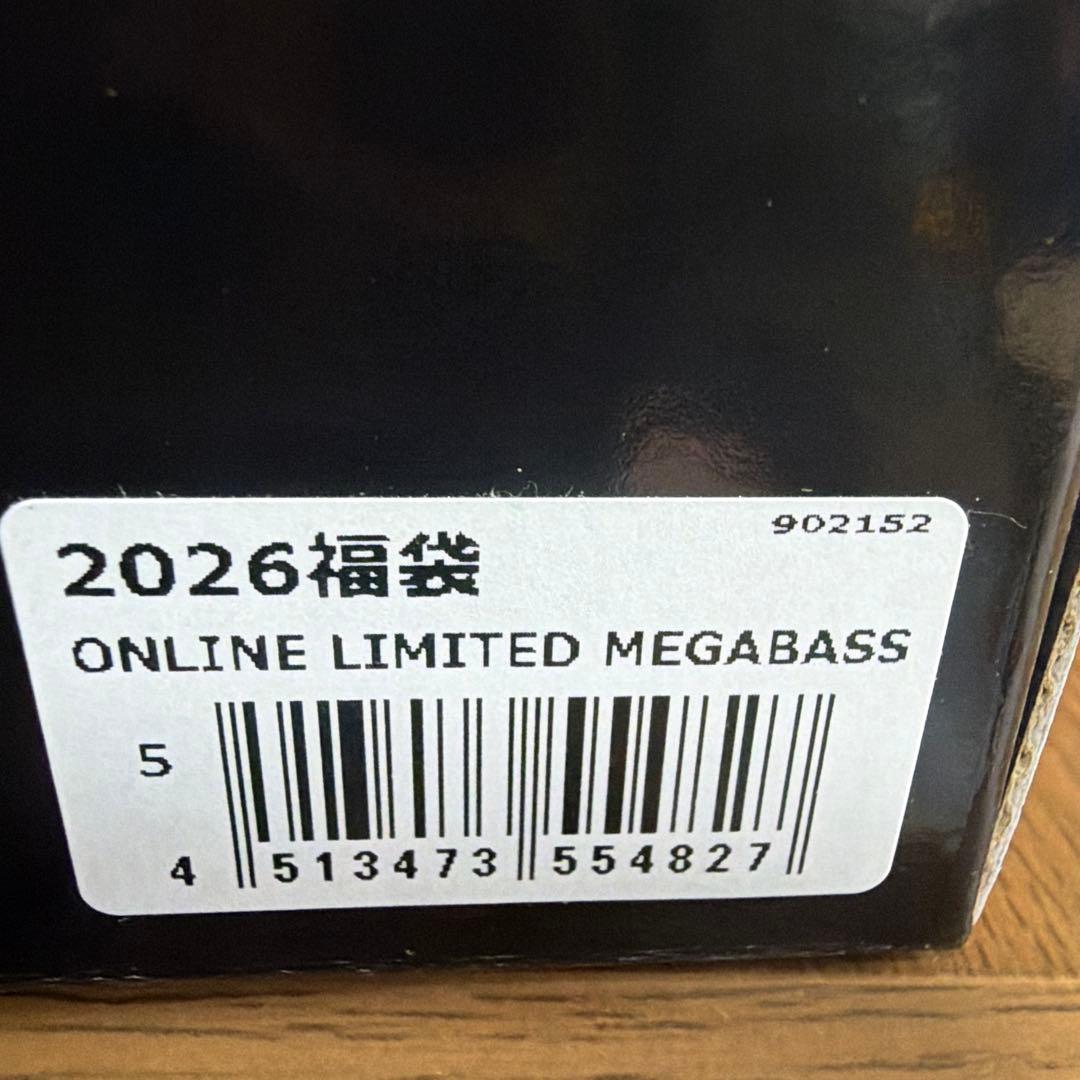 902152
2026福袋
ONLINE LIMITED MEGABASS
5
4 513473 554827